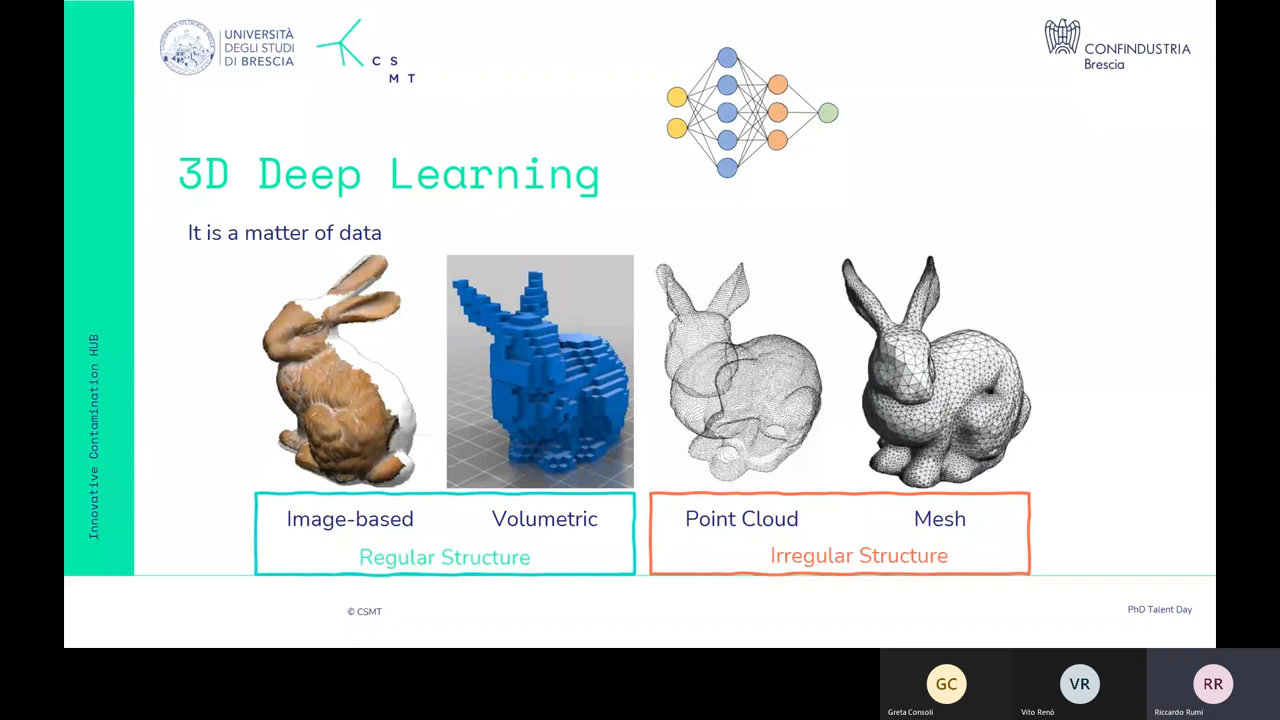 UNIVERSITÀ
DEGLI STUDI
DI BRESCIA
C S
M T
CONFINDUSTRIA
Brescia
3D Deep Learning
It is a matter of data
Innovative Contamination HUB
Image-based
Volumetric
Point Cloud
Mesh
Regular Structure
Irregular Structure
© CSMT
PhD Talent Day
GC
VR
RR
Greta Consoli
Vito Renò
Riccardo Rumi